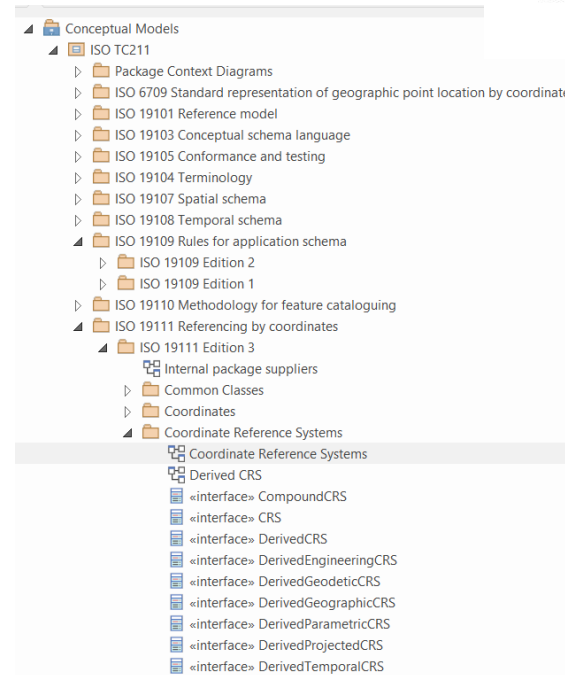 Conceptual Models
ISO TC211
Package Context Diagrams
ISO 6709 Standard representation of geographic point location by coordinate
ISO 19101 Reference model
ISO 19103 Conceptual schema language
ISO 19105 Conformance and testing
ISO 19104 Terminology
ISO 19107 Spatial schema
ISO 19108 Temporal schema
ISO 19109 Rules for application schema
ISO 19109 Edition 2
ISO 19109 Edition 1
ISO 19110 Methodology for feature cataloguing
ISO 19111 Referencing by coordinates
ISO 19111 Edition 3
Internal package suppliers
Common Classes
Coordinates
Coordinate Reference Systems
Coordinate Reference Systems
Derived CRS
«interface» CompoundCRS
«interface» CRS
«interface» DerivedCRS
«interface» DerivedEngineeringCRS
«interface» DerivedGeodeticCRS
«interface» DerivedGeographicCRS
«interface» DerivedParametricCRS
«interface» DerivedProjectedCRS
«interface» DerivedTemporalCRS